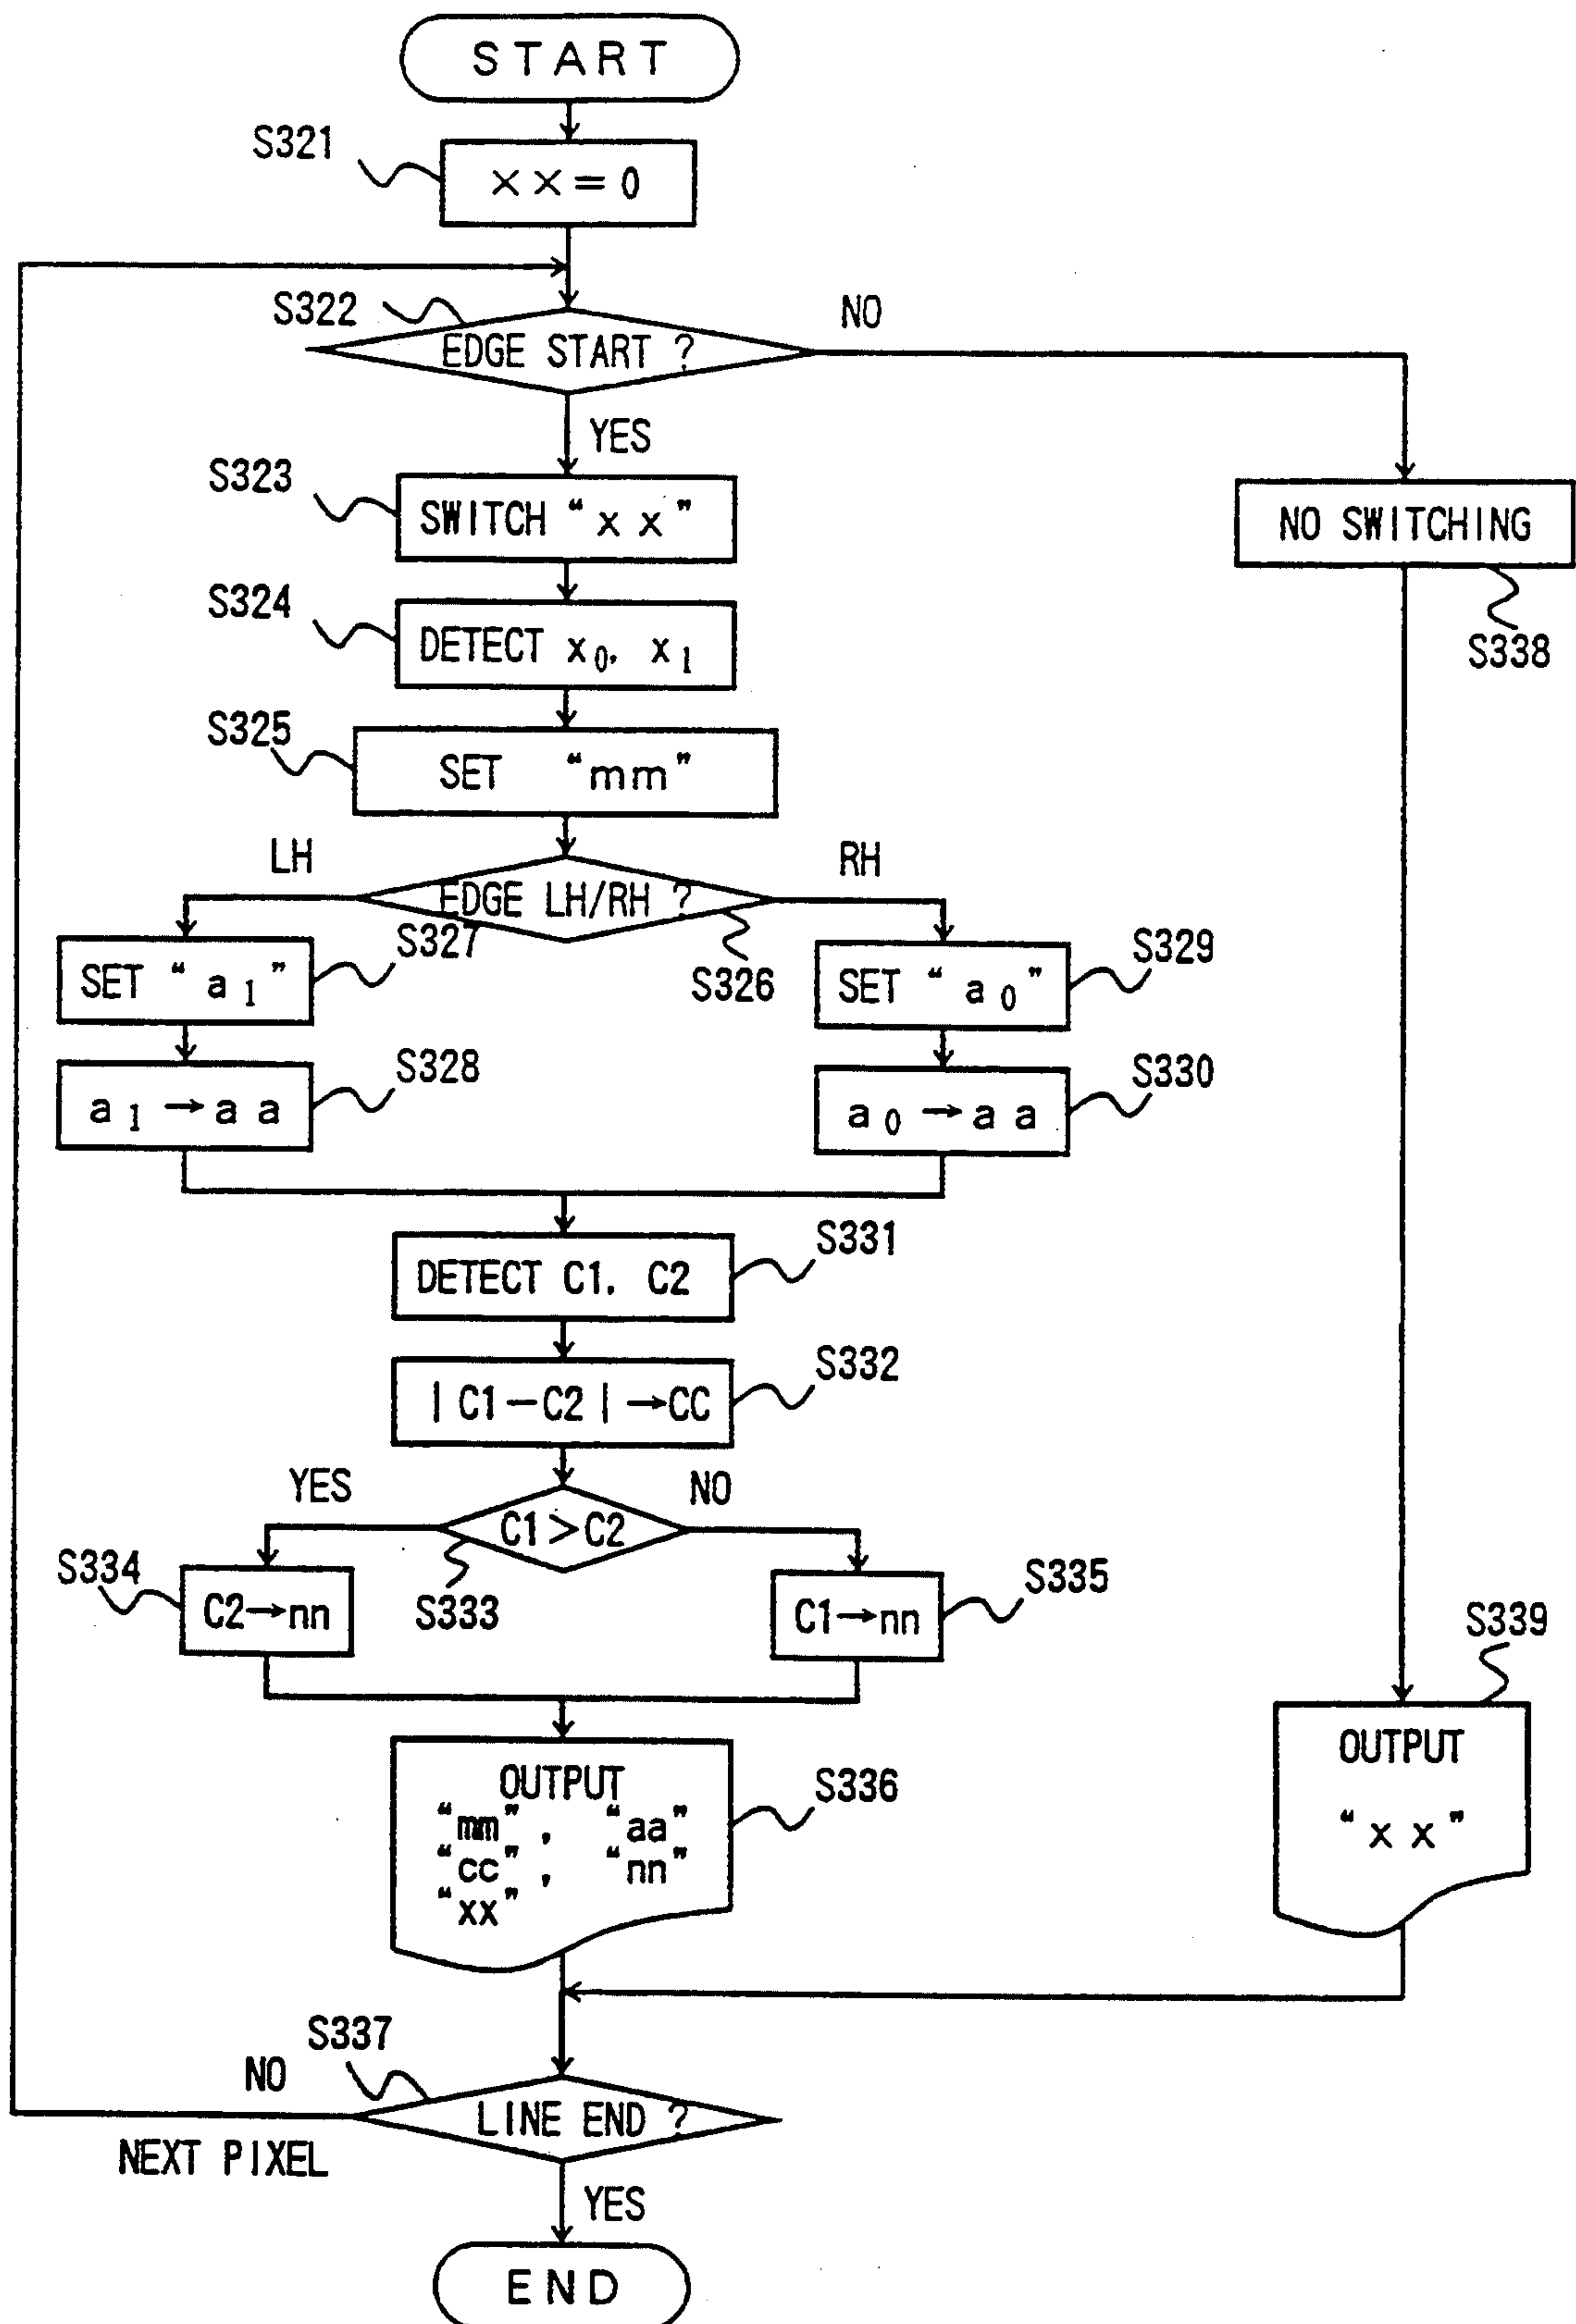 START
S321
xx=0
S322
EDGE START ?
NO
YES
S323
SWITCH “xx”
NO SWITCHING
S338
S324
DETECT x0, x1
S325
SET “mm”
LH
EDGE LH/RH ?
RH
S326
SET “a1”
S327
SET “a0”
S329
a1→aa
S328
a0→aa
S330
DETECT C1, C2
S331
|C1−C2|→CC
S332
YES
C1>C2
NO
S333
S334
C2→nn
C1→nn
S335
OUTPUT
“mm”, “aa”
“cc”, “nn”
“xx”
S336
S339
OUTPUT
“xx”
S337
NO
LINE END ?
NEXT PIXEL
YES
END